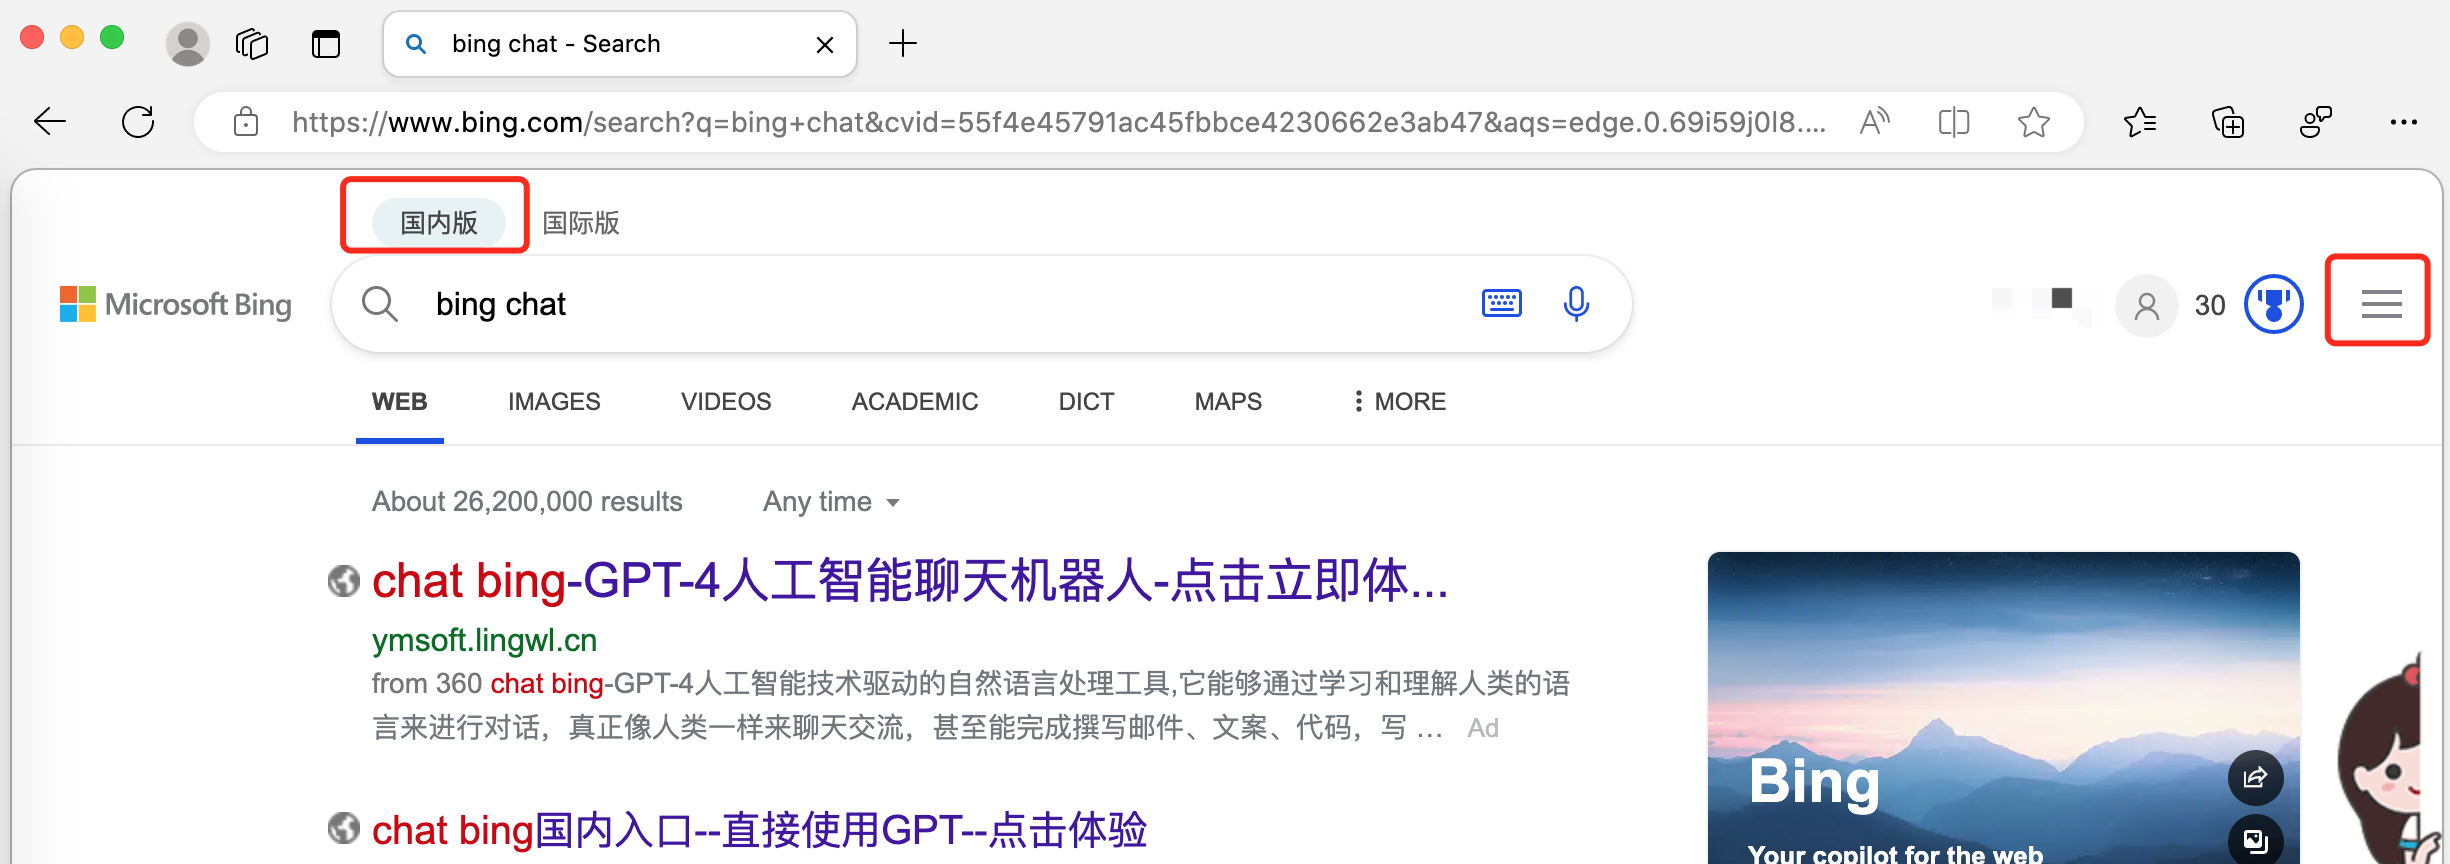 bing chat - Search
https://www.bing.com/search?q=bing+chat&cvid=55f4e45791ac45fbbce4230662e3ab47&aqs=edge.0.69i59j0l8....
国内版 国际版
Microsoft Bing
bing chat
30
WEB IMAGES VIDEOS ACADEMIC DICT MAPS MORE
About 26,200,000 results Any time
chat bing-GPT-4人工智能聊天机器人-点击立即体...
ymsoft.lingwl.cn
from 360 chat bing-GPT-4人工智能技术驱动的自然语言处理工具,它能够通过学习和理解人类的语
言来进行对话，真正像人类一样来聊天交流，甚至能完成撰写邮件、文案、代码，写 ... Ad
chat bing国内入口--直接使用GPT--点击体验
Bing
Your copilot for the web